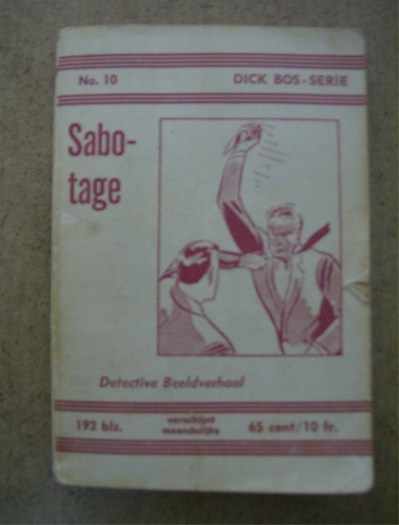 No. 10 DICK BOS-SERIE
Sabo-
tage
Detective Beeldverhaal
192 blz. verschijnt maandelijks 65 cent/10 fr.